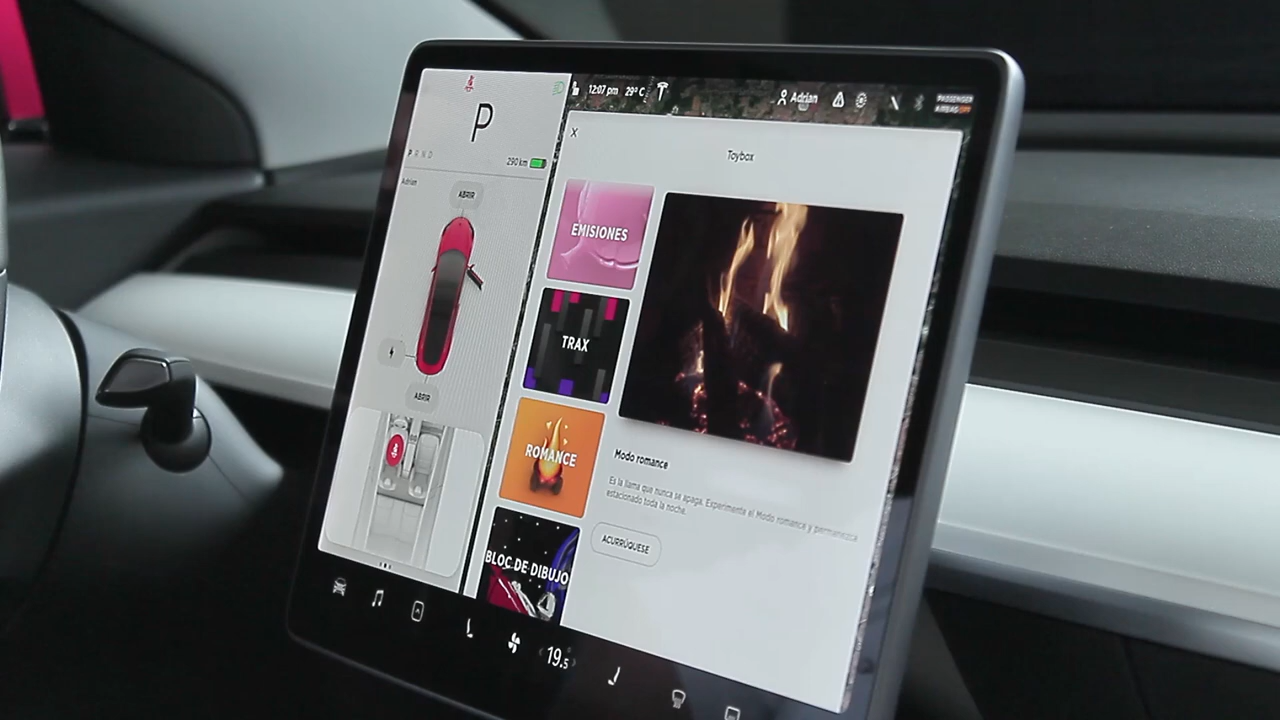 12:07 pm 29°C
Adrian
PASSENGER
AIRBAG OFF
P
P R N D
290 km
Adrian
ABRIR
ABRIR
Toybox
EMISIONES
TRAX
ROMANCE
BLOC DE DIBUJO
Modo romance
Es la llama que nunca se apaga. Experimente el Modo romance y permanezca
estacionado toda la noche.
ACURRÚQUESE
19.5